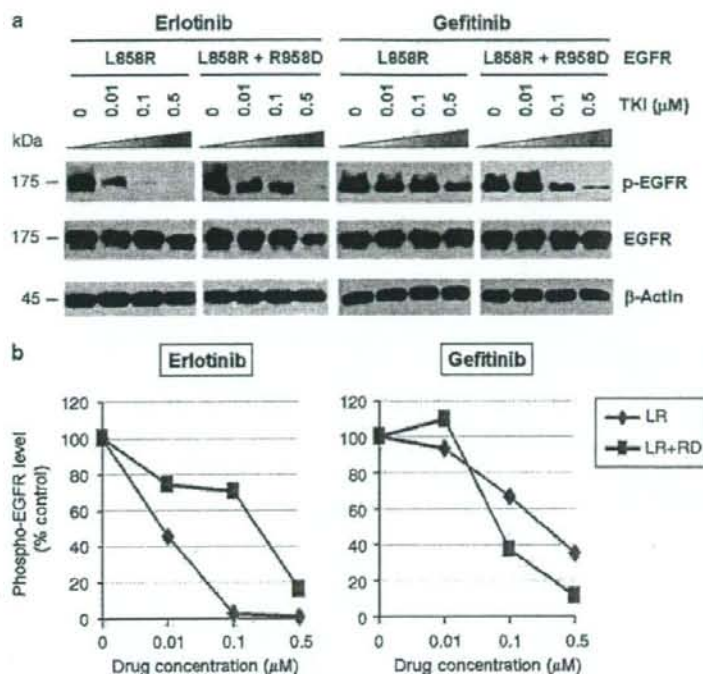 a
Erlotinib Gefitinib
L858R L858R + R958D L858R L858R + R958D EGFR
0 0.01 0.1 0.5 0 0.01 0.1 0.5 0 0.01 0.1 0.5 0 0.01 0.1 0.5 TKI (μM)
kDa
175 p-EGFR
175 EGFR
45 β-Actin
b
Erlotinib Gefitinib
Phospho-EGFR level
(% control)
120 120
100 100
80 80
60 60
40 40
20 20
0 0
0 0.01 0.1 0.5 0 0.01 0.1 0.5
Drug concentration (μM) Drug concentration (μM)
LR
LR+RD